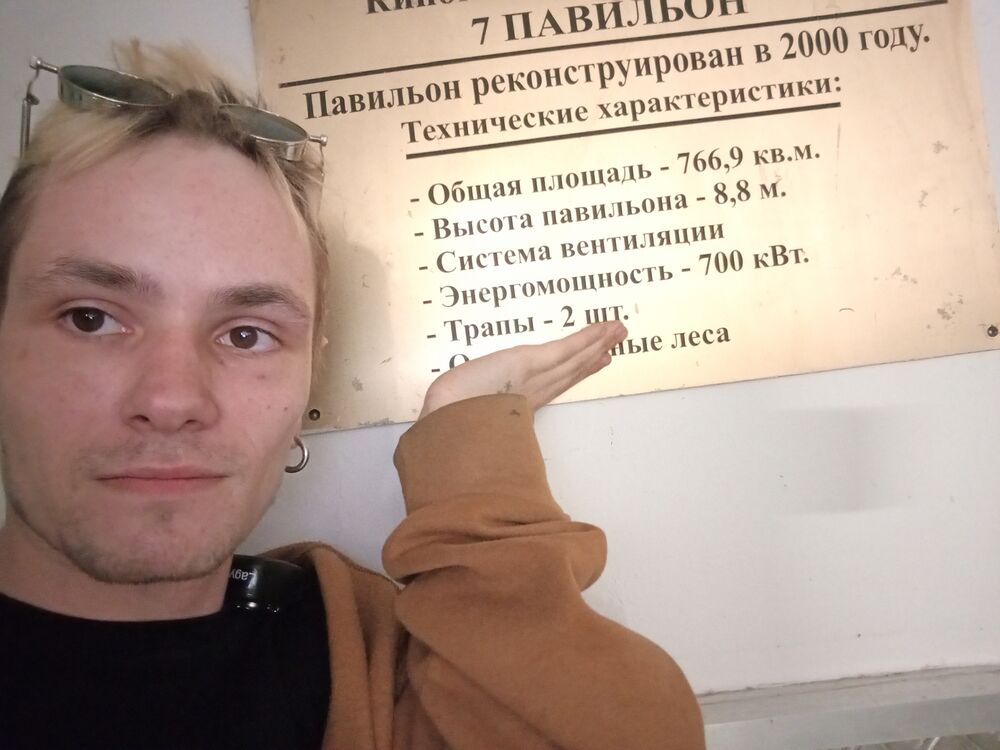 7 ПАВИЛЬОН
Павильон реконструирован в 2000 году.
Технические характеристики:
- Общая площадь - 766,9 кв.м.
- Высота павильона - 8,8 м.
- Система вентиляции
- Энергомощность - 700 кВт.
- Трапы - 2 шт.
- леса
Lagy